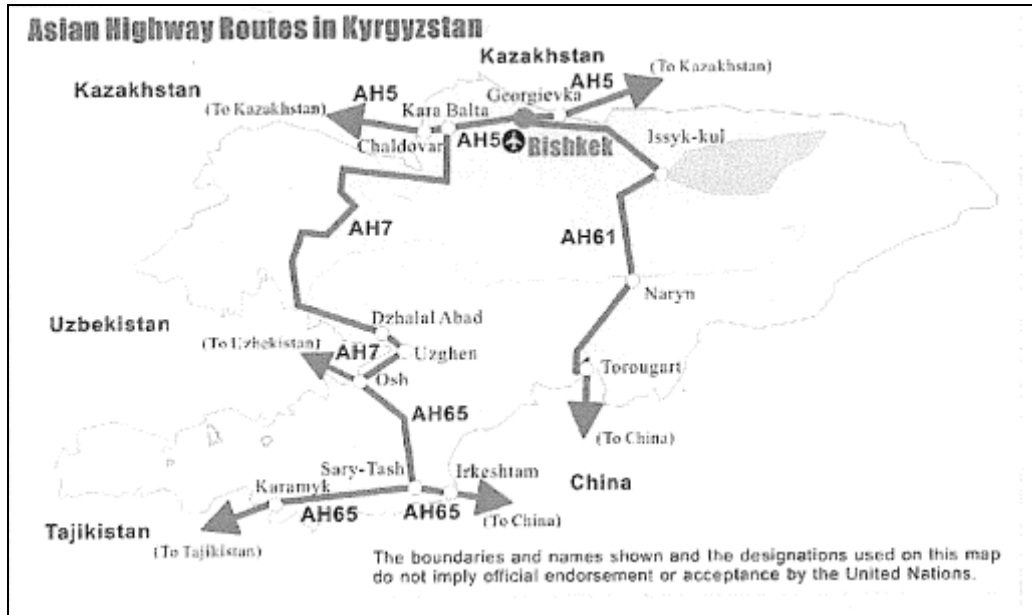 Asian Highway Routes in Kyrgyzstan
Kazakhstan
(To Kazakhstan)
AH5
Georgievka
Kazakhstan
AH5
(To Kazakhstan)
Kara Balta
Chaldovar
AH5
Bishkek
Issyk-kul
AH7
AH61
Naryn
Uzbekistan
Dzhalal Abad
(To Uzbekistan)
AH7
Uzghen
Torougart
Osh
AH65
(To China)
Sary-Tash
Irkeshtam
China
Karamyk
AH65
AH65
(To China)
Tajikistan
(To Tajikistan)
The boundaries and names shown and the designations used on this map
do not imply official endorsement or acceptance by the United Nations.